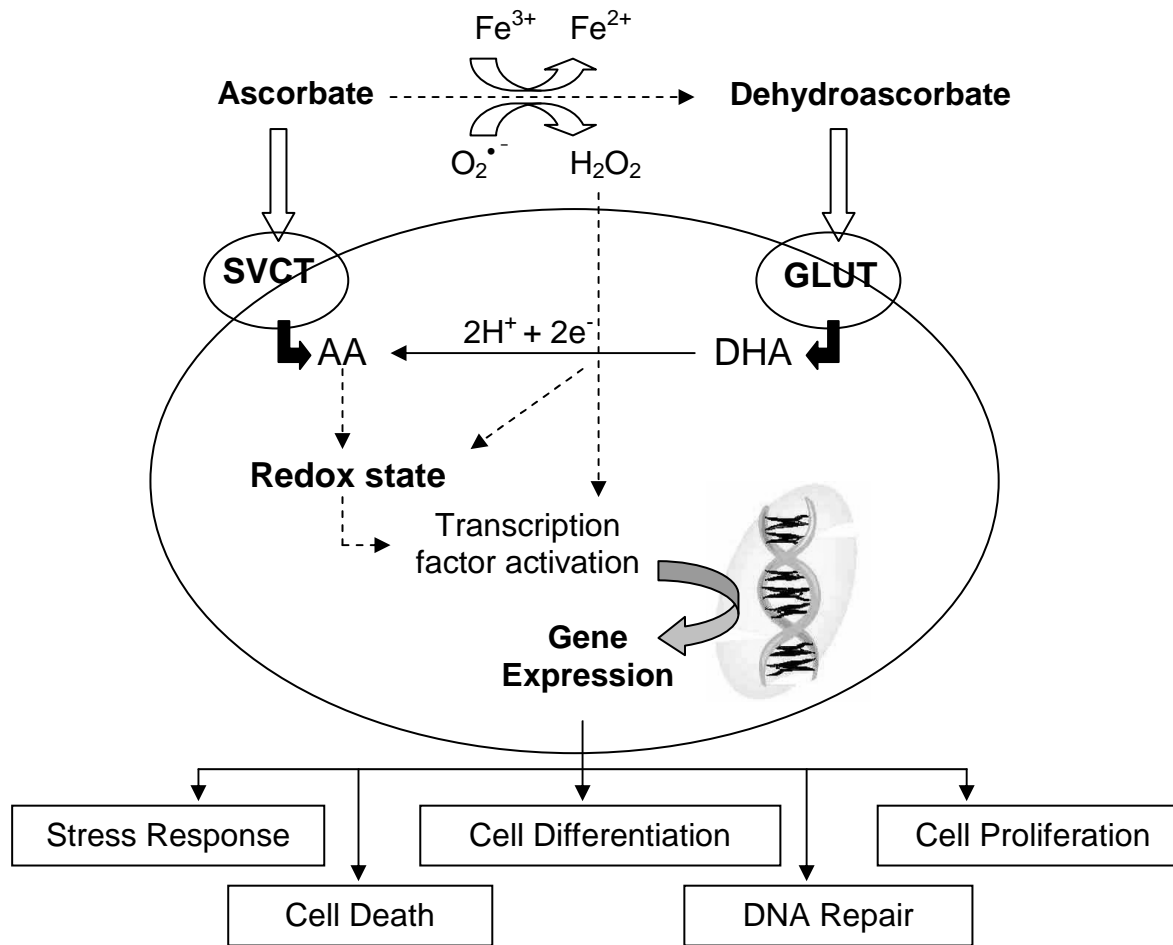 Fe³⁺ Fe²⁺
Ascorbate Dehydroascorbate
O₂•⁻ H₂O₂
SVCT GLUT
2H⁺ + 2e⁻
AA DHA
Redox state
Transcription
factor activation
Gene
Expression
Stress Response Cell Differentiation Cell Proliferation
Cell Death DNA Repair